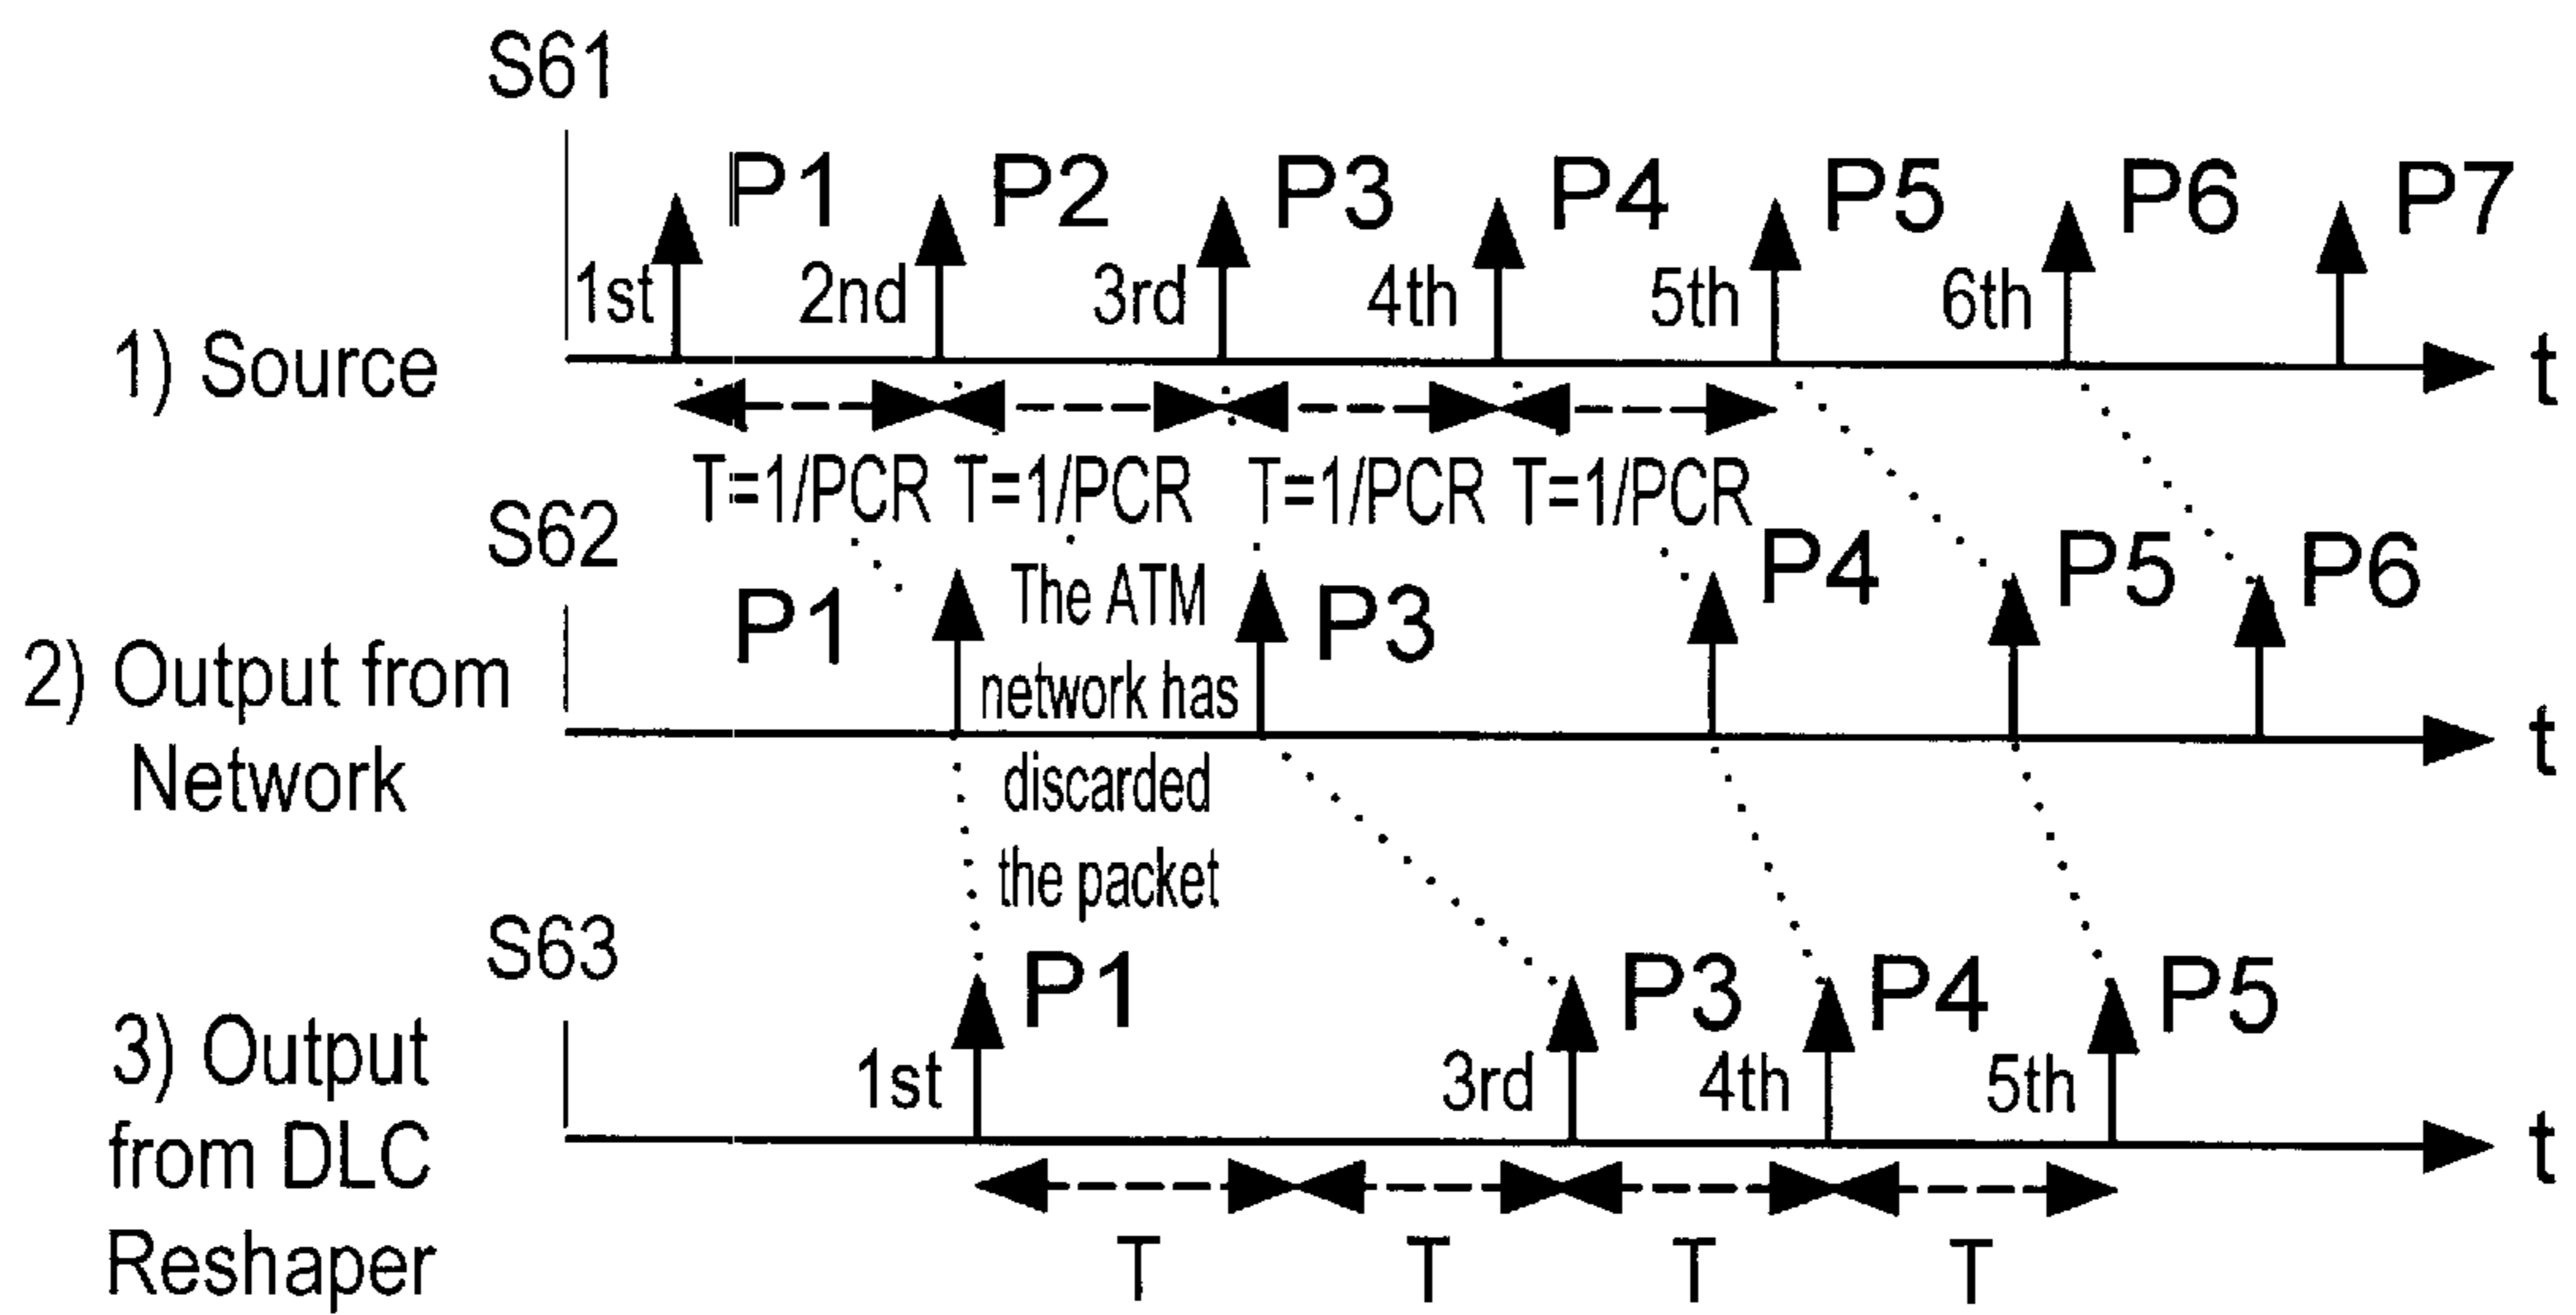 S61
P1 P2 P3 P4 P5 P6 P7
1st 2nd 3rd 4th 5th 6th
1) Source
t
T=1/PCR T=1/PCR T=1/PCR T=1/PCR
S62
P1 P3 P4 P5 P6
The ATM
network has
discarded
the packet
2) Output from
Network
t
S63
P1 P3 P4 P5
1st 3rd 4th 5th
3) Output
from DLC
Reshaper
t
T T T T